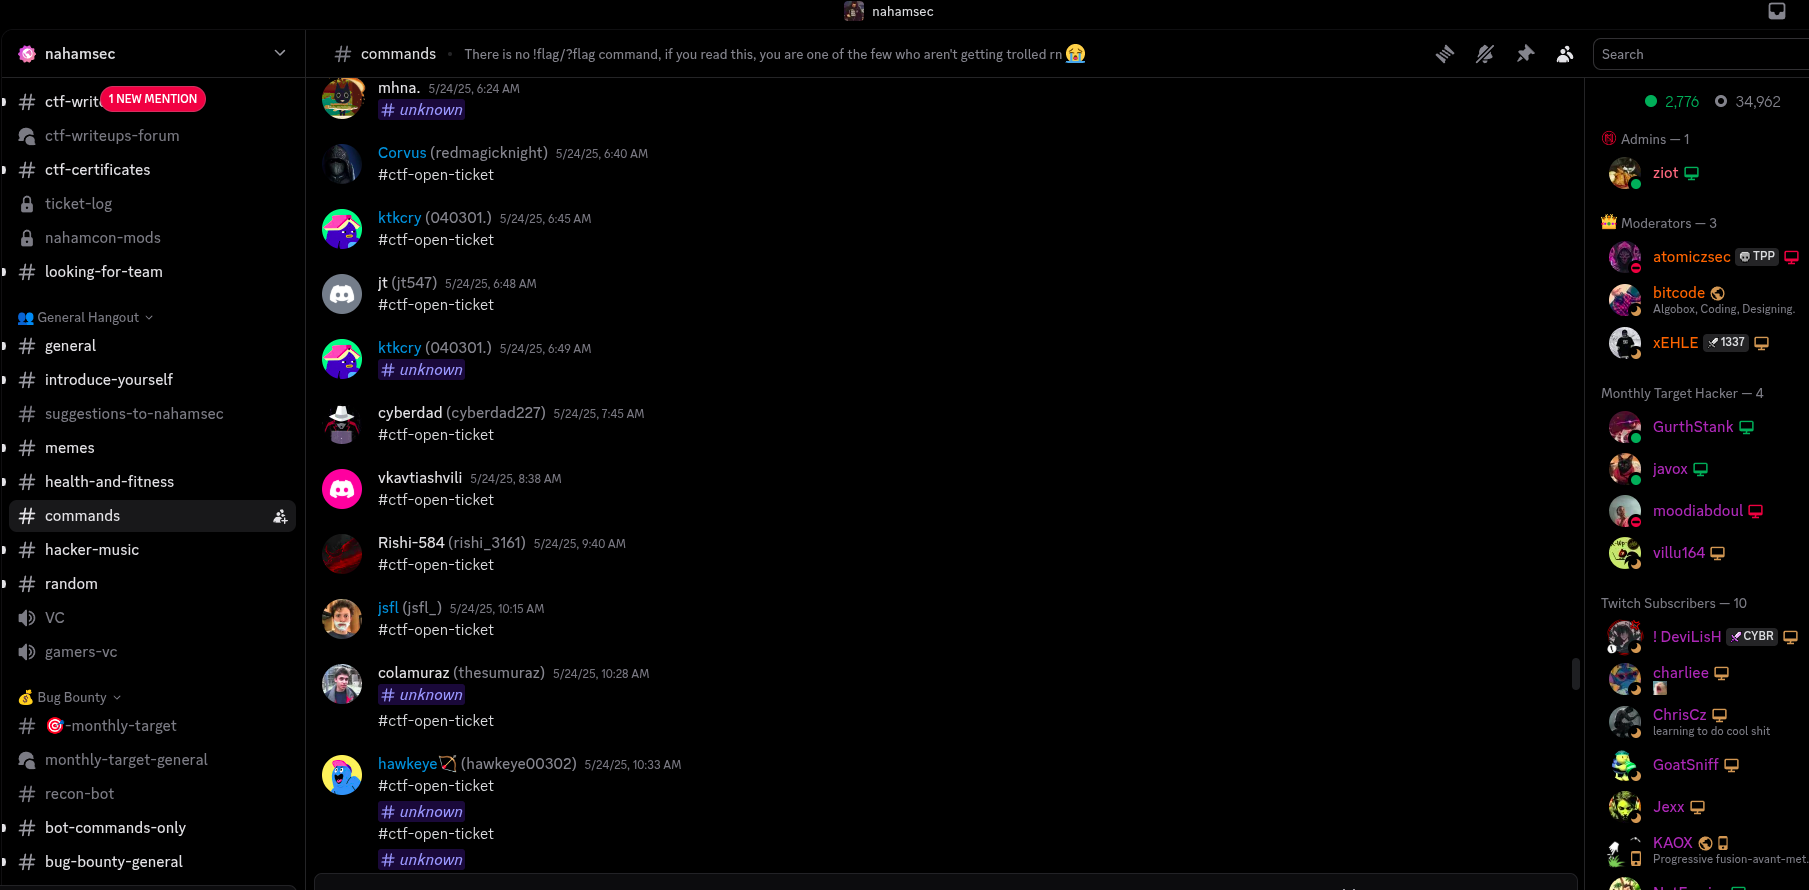 nahamsec
nahamsec
ctf-write
1 NEW MENTION
ctf-writeups-forum
ctf-certificates
ticket-log
nahamcon-mods
looking-for-team
👥 General Hangout
general
introduce-yourself
suggestions-to-nahamsec
memes
health-and-fitness
commands
hacker-music
random
VC
gamers-vc
💰 Bug Bounty
🎯-monthly-target
monthly-target-general
recon-bot
bot-commands-only
bug-bounty-general
# commands • There is no !flag/?flag command, if you read this, you are one of the few who aren't getting trolled rn 😭
Search
mhna. 5/24/25, 6:24 AM
# unknown
Corvus (redmagicknight) 5/24/25, 6:40 AM
#ctf-open-ticket
ktkcry (040301.) 5/24/25, 6:45 AM
#ctf-open-ticket
jt (jt547) 5/24/25, 6:48 AM
#ctf-open-ticket
ktkcry (040301.) 5/24/25, 6:49 AM
# unknown
cyberdad (cyberdad227) 5/24/25, 7:45 AM
#ctf-open-ticket
vkavtiashvili 5/24/25, 8:38 AM
#ctf-open-ticket
Rishi-584 (rishi_3161) 5/24/25, 9:40 AM
#ctf-open-ticket
jsfl (jsfl_) 5/24/25, 10:15 AM
#ctf-open-ticket
colamuraz (thesumuraz) 5/24/25, 10:28 AM
# unknown
#ctf-open-ticket
hawkeye🏹 (hawkeye00302) 5/24/25, 10:33 AM
#ctf-open-ticket
# unknown
#ctf-open-ticket
# unknown
2,776 34,962
Admins — 1
ziot
Moderators — 3
atomiczsec TPP
bitcode
Algobox, Coding, Designing.
xEHLE 1337
Monthly Target Hacker — 4
GurthStank
javox
moodiabdoul
villu164
Twitch Subscribers — 10
! DeviLisH CYBR
charliee
ChrisCz
learning to do cool shit
GoatSniff
Jexx
KAOX
Progressive fusion-avant-met.